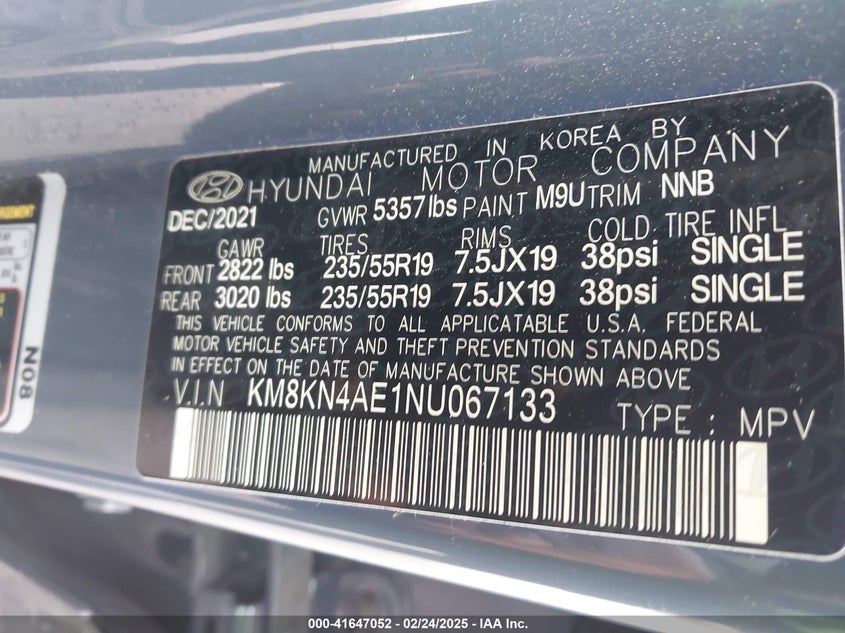 MANUFACTURED IN KOREA BY
HYUNDAI MOTOR COMPANY
DEC/2021 GVWR 5357lbs PAINT M9U TRIM NNB
GAWR TIRES RIMS COLD TIRE INFL
FRONT 2822 lbs 235/55R19 7.5JX19 38psi SINGLE
REAR 3020 lbs 235/55R19 7.5JX19 38psi SINGLE
THIS VEHICLE CONFORMS TO ALL APPLICATABLE U.S.A. FEDERAL
MOTOR VEHICLE SAFETY AND THEFT PREVENTION STANDARDS
IN EFFECT ON THE DATE OF MANUFACTURE SHOWN ABOVE
V.I.N KM8KN4AE1NU067133 TYPE : MPV
N08
000-41647052 - 02/24/2025 - IAA Inc.